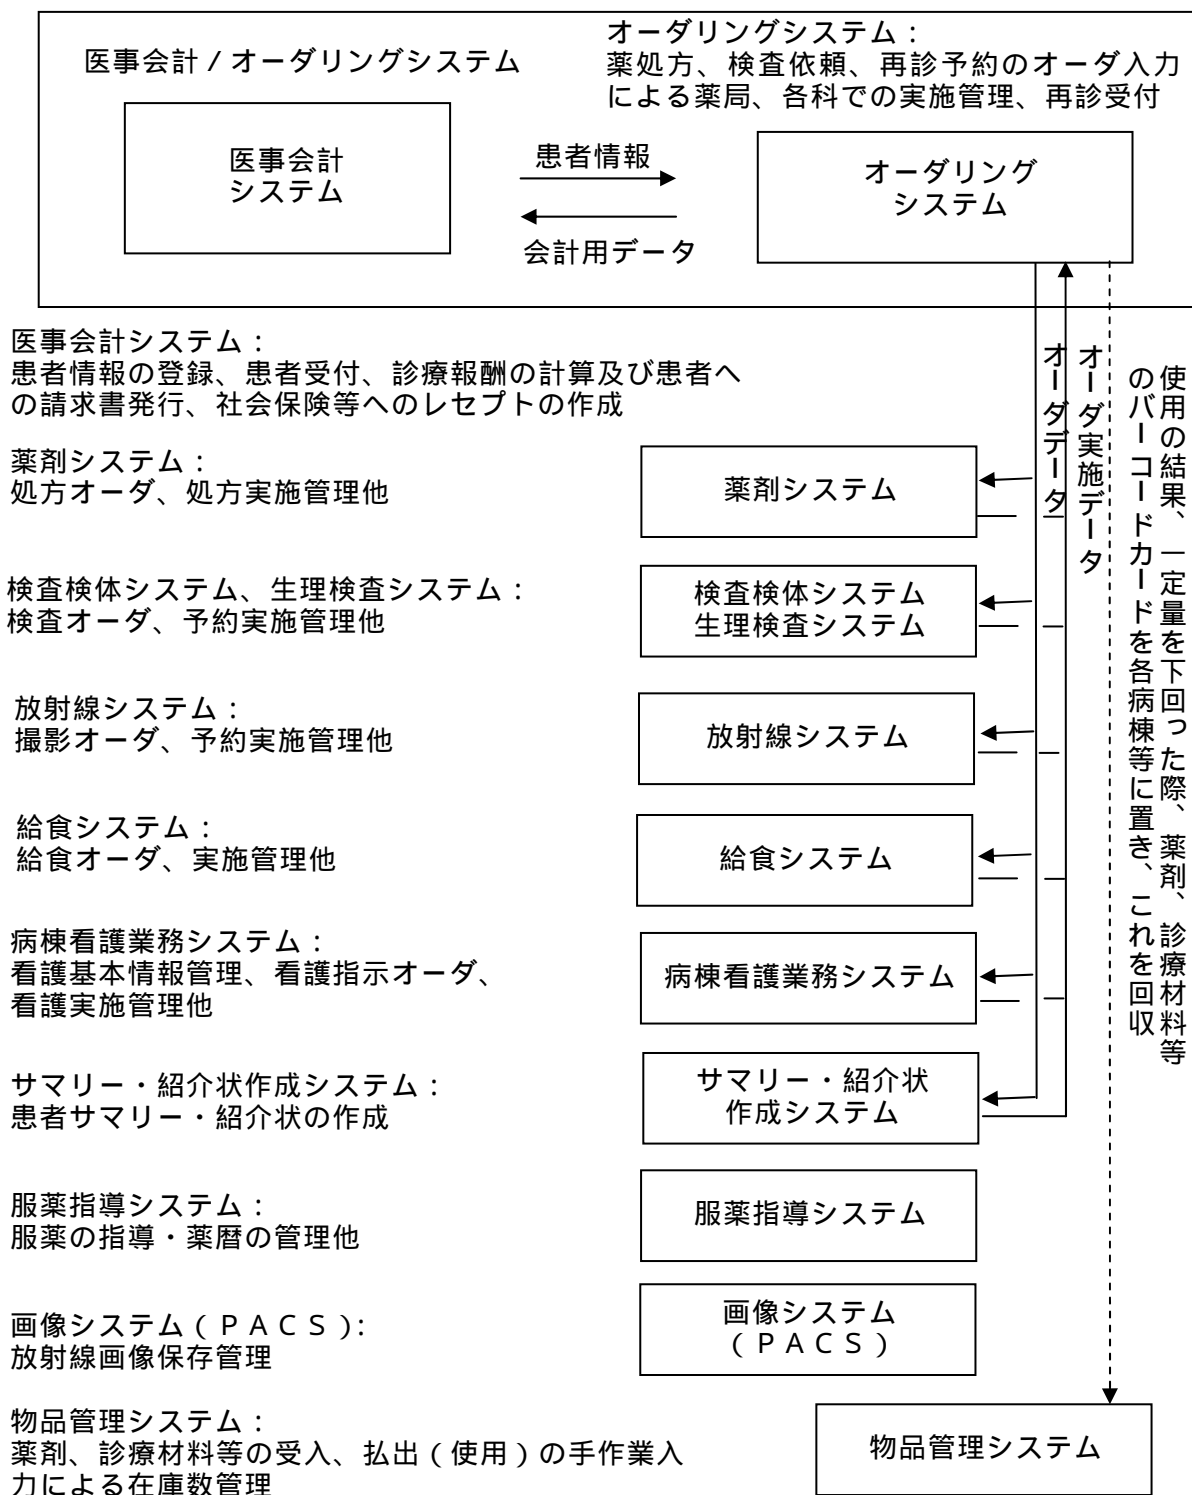 医事会計/オーダリングシステム
オーダリングシステム:
薬処方、検査依頼、再診予約のオーダ入力
による薬局、各科での実施管理、再診受付
医事会計
システム
患者情報
会計用データ
オーダリング
システム
医事会計システム:
患者情報の登録、患者受付、診療報酬の計算及び患者へ
の請求書発行、社会保険等へのレセプトの作成
オーダデータ
オーダ実施データ
使用の結果、一定量を下回った際、薬剤、診療材料等
のバーコードカードを各病棟等に置き、これを回収
薬剤システム:
処方オーダ、処方実施管理他
薬剤システム
検査検体システム、生理検査システム:
検査オーダ、予約実施管理他
検査検体システム
生理検査システム
放射線システム:
撮影オーダ、予約実施管理他
放射線システム
給食システム:
給食オーダ、実施管理他
給食システム
病棟看護業務システム:
看護基本情報管理、看護指示オーダ、
看護実施管理他
病棟看護業務システム
サマリー・紹介状作成システム:
患者サマリー・紹介状の作成
サマリー・紹介状
作成システム
服薬指導システム:
服薬の指導・薬暦の管理他
服薬指導システム
画像システム(PACS):
放射線画像保存管理
画像システム
(PACS)
物品管理システム:
薬剤、診療材料等の受入、払出(使用)の手作業入
力による在庫数管理
物品管理システム